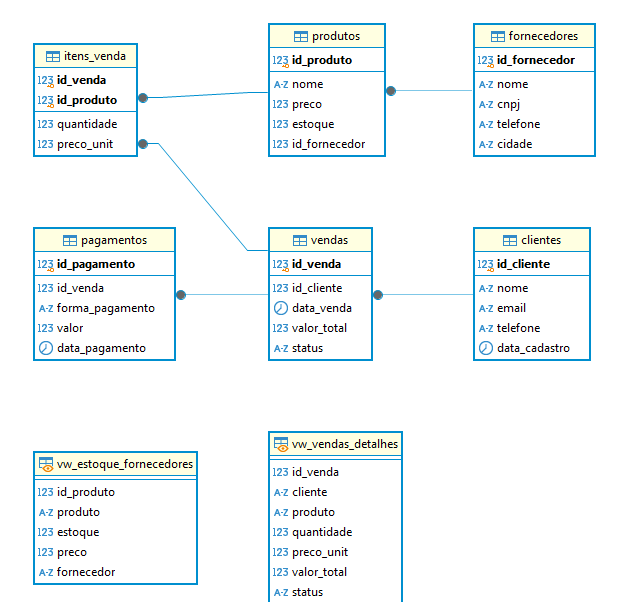 itens_venda
123 id_venda
123 id_produto
123 quantidade
123 preco_unit
produtos
123 id_produto
A-Z nome
123 preco
123 estoque
123 id_fornecedor
fornecedores
123 id_fornecedor
A-Z nome
A-Z cnpj
A-Z telefone
A-Z cidade
pagamentos
123 id_pagamento
123 id_venda
A-Z forma_pagamento
123 valor
data_pagamento
vendas
123 id_venda
123 id_cliente
data_venda
123 valor_total
A-Z status
clientes
123 id_cliente
A-Z nome
A-Z email
A-Z telefone
data_cadastro
vw_estoque_fornecedores
123 id_produto
A-Z produto
123 estoque
123 preco
A-Z fornecedor
vw_vendas_detalhes
123 id_venda
A-Z cliente
A-Z produto
123 quantidade
123 preco_unit
123 valor_total
A-Z status